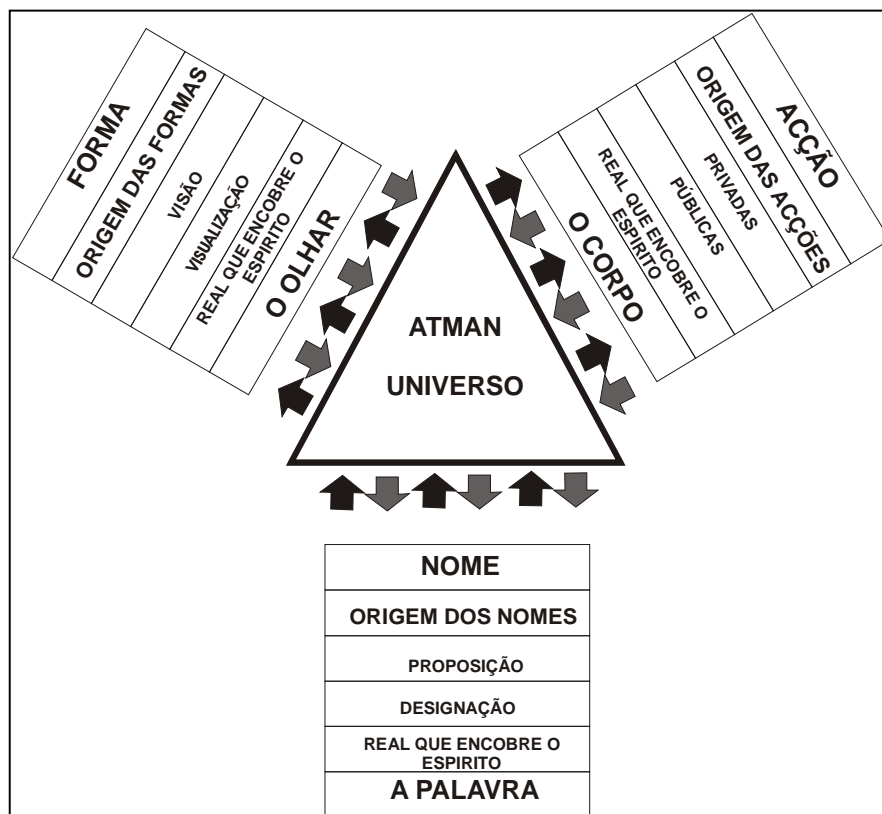 FORMA
ORIGEM DAS FORMAS
VISÃO
VISUALIZAÇÃO
REAL QUE ENCOBRE O
ESPIRITO
O OLHAR
ACÇÃO
ORIGEM DAS ACÇÕES
PRIVADAS
PÚBLICAS
REAL QUE ENCOBRE O
ESPIRITO
O CORPO
ATMAN
UNIVERSO
NOME
ORIGEM DOS NOMES
PROPOSIÇÃO
DESIGNAÇÃO
REAL QUE ENCOBRE O
ESPIRITO
A PALAVRA